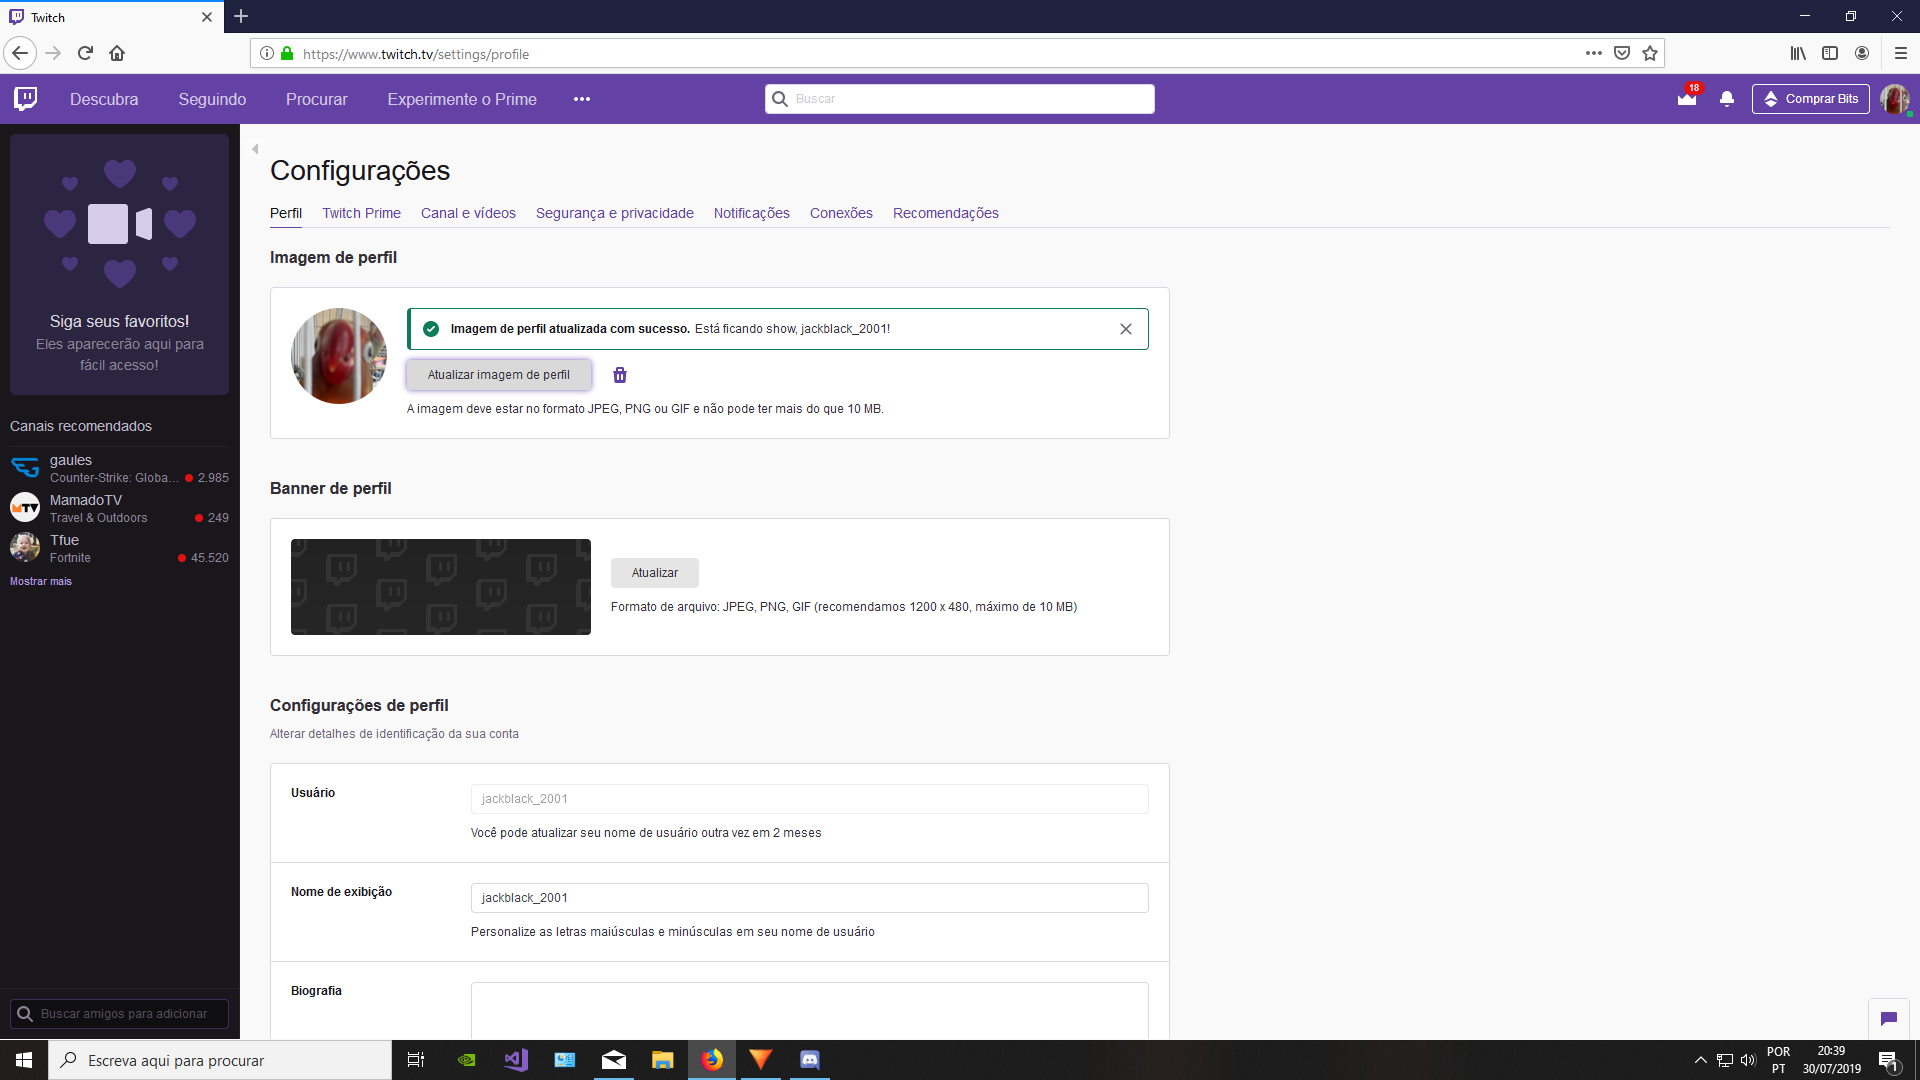 Twitch
https://www.twitch.tv/settings/profile
Descubra
Seguindo
Procurar
Experimente o Prime
Buscar
18
Comprar Bits
Siga seus favoritos!
Eles aparecerão aqui para
fácil acesso!
Canais recomendados
gaules
Counter-Strike: Globa... 2.985
MamadoTV
Travel & Outdoors 249
Tfue
Fortnite 45.520
Mostrar mais
Buscar amigos para adicionar
Configurações
Perfil Twitch Prime Canal e vídeos Segurança e privacidade Notificações Conexões Recomendações
Imagem de perfil
Imagem de perfil atualizada com sucesso. Está ficando show, jackblack_2001!
Atualizar imagem de perfil
A imagem deve estar no formato JPEG, PNG ou GIF e não pode ter mais do que 10 MB.
Banner de perfil
Atualizar
Formato de arquivo: JPEG, PNG, GIF (recomendamos 1200 x 480, máximo de 10 MB)
Configurações de perfil
Alterar detalhes de identificação da sua conta
Usuário
jackblack_2001
Você pode atualizar seu nome de usuário outra vez em 2 meses
Nome de exibição
jackblack_2001
Personalize as letras maiúsculas e minúsculas em seu nome de usuário
Biografia
Escreva aqui para procurar
POR
PT
20:39
30/07/2019
1
MTV